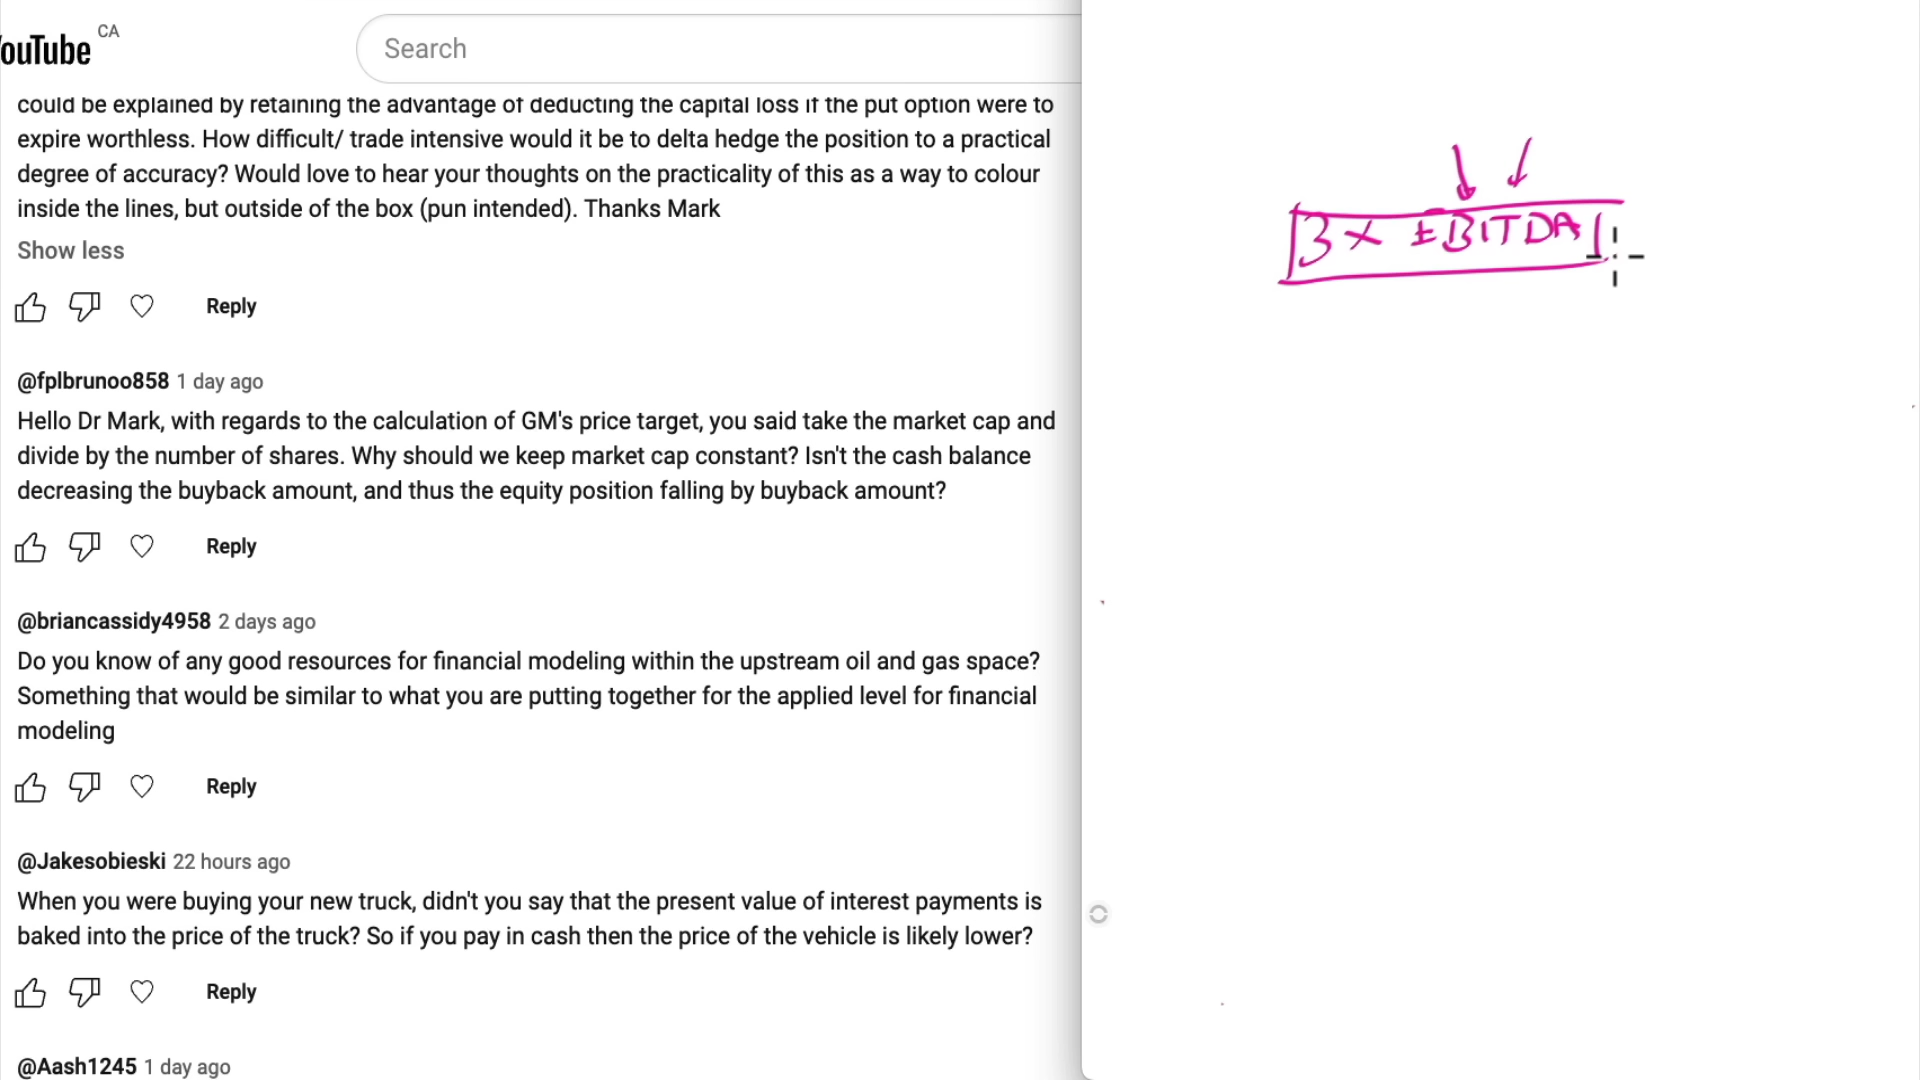 ouTube CA
Search
could be explained by retaining the advantage of deducting the capital loss if the put option were to
expire worthless. How difficult/ trade intensive would it be to delta hedge the position to a practical
degree of accuracy? Would love to hear your thoughts on the practicality of this as a way to colour
inside the lines, but outside of the box (pun intended). Thanks Mark
Show less
Reply
@fplbrunoo858 1 day ago
Hello Dr Mark, with regards to the calculation of GM's price target, you said take the market cap and
divide by the number of shares. Why should we keep market cap constant? Isn't the cash balance
decreasing the buyback amount, and thus the equity position falling by buyback amount?
Reply
@briancassidy4958 2 days ago
Do you know of any good resources for financial modeling within the upstream oil and gas space?
Something that would be similar to what you are putting together for the applied level for financial
modeling
Reply
@Jakesobieski 22 hours ago
When you were buying your new truck, didn't you say that the present value of interest payments is
baked into the price of the truck? So if you pay in cash then the price of the vehicle is likely lower?
Reply
@Aash1245 1 day ago
3 x EBITDA